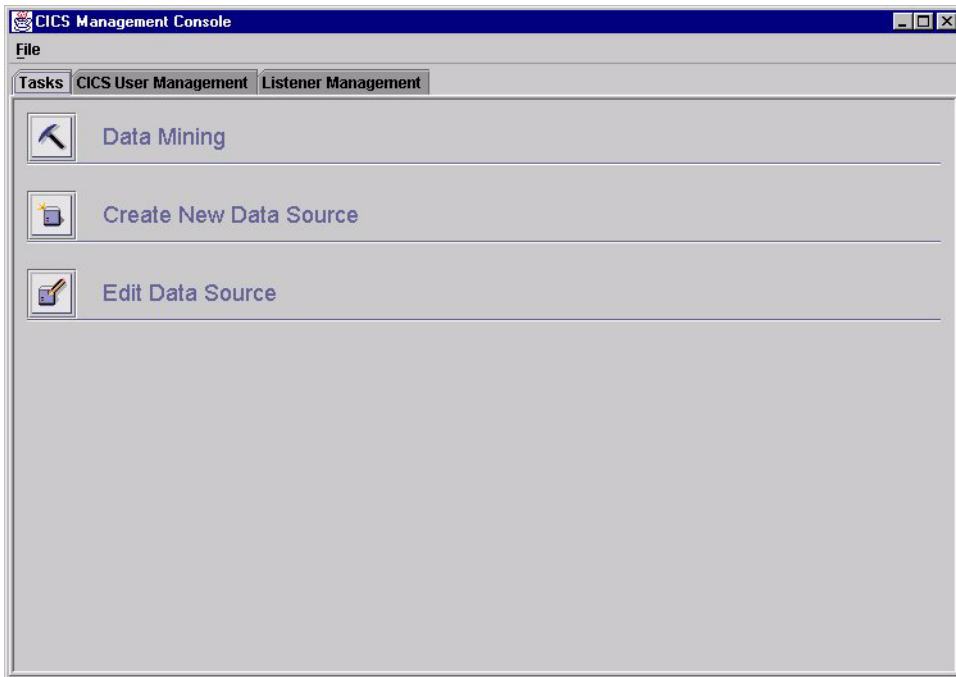 CICS Management Console
File
Tasks CICS User Management Listener Management
Data Mining
Create New Data Source
Edit Data Source